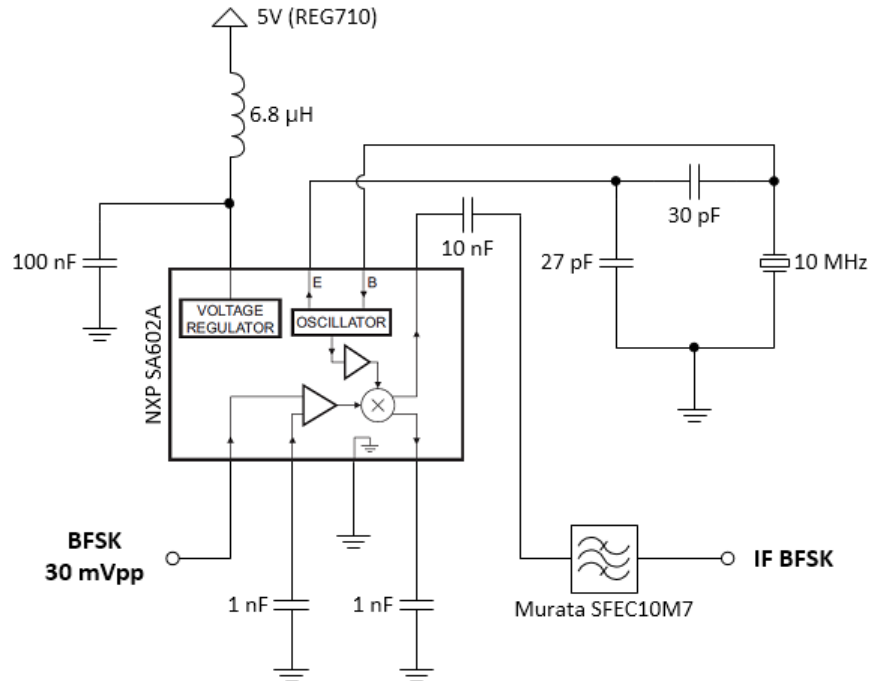 5V (REG710)
6.8 µH
100 nF
10 nF
30 pF
27 pF
10 MHz
E
B
VOLTAGE
REGULATOR
OSCILLATOR
NXP SA602A
BFSK
30 mVpp
1 nF
1 nF
IF BFSK
Murata SFEC10M7